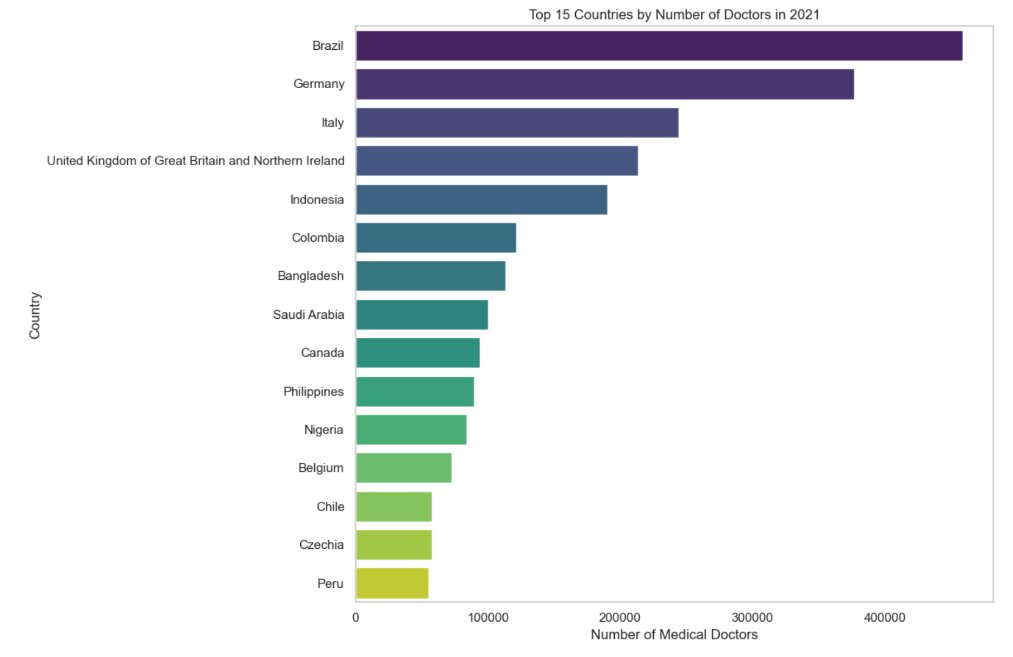 Top 15 Countries by Number of Doctors in 2021
Brazil
Germany
Italy
United Kingdom of Great Britain and Northern Ireland
Indonesia
Colombia
Bangladesh
Saudi Arabia
Country
Canada
Philippines
Nigeria
Belgium
Chile
Czechia
Peru
0 100000 200000 300000 400000
Number of Medical Doctors